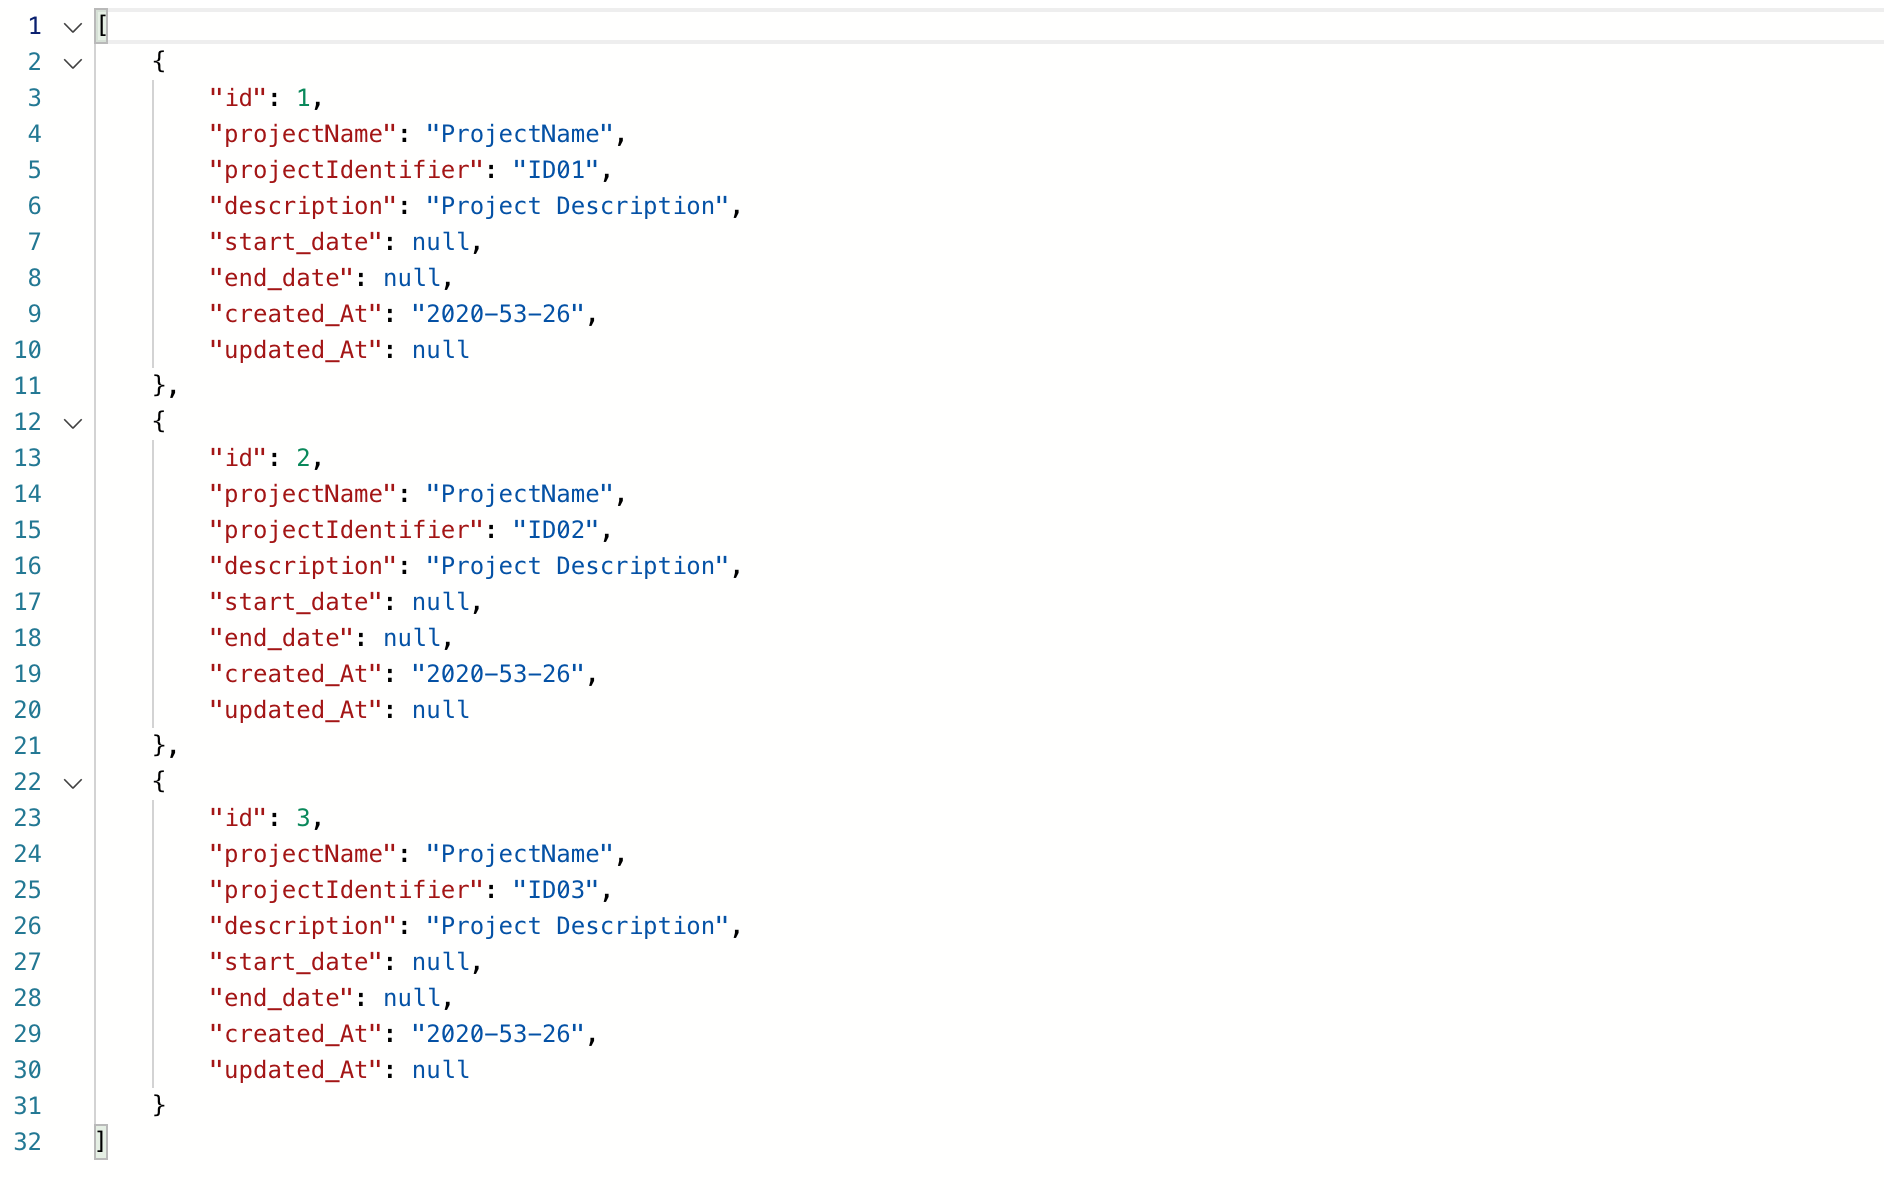 1 [
2     {
3         "id": 1,
4         "projectName": "ProjectName",
5         "projectIdentifier": "ID01",
6         "description": "Project Description",
7         "start_date": null,
8         "end_date": null,
9         "created_At": "2020-53-26",
10         "updated_At": null
11     },
12     {
13         "id": 2,
14         "projectName": "ProjectName",
15         "projectIdentifier": "ID02",
16         "description": "Project Description",
17         "start_date": null,
18         "end_date": null,
19         "created_At": "2020-53-26",
20         "updated_At": null
21     },
22     {
23         "id": 3,
24         "projectName": "ProjectName",
25         "projectIdentifier": "ID03",
26         "description": "Project Description",
27         "start_date": null,
28         "end_date": null,
29         "created_At": "2020-53-26",
30         "updated_At": null
31     }
32 ]